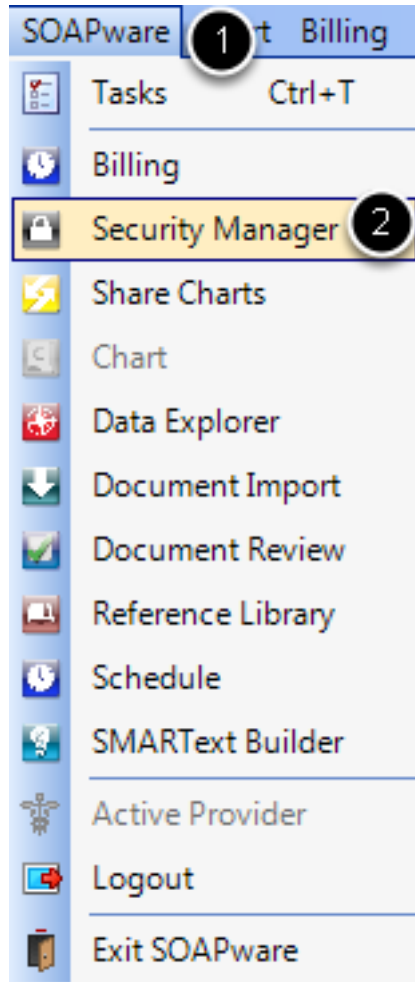 SOAPware 1 rt Billing
Tasks Ctrl+T
Billing
Security Manager 2
Share Charts
Chart
Data Explorer
Document Import
Document Review
Reference Library
Schedule
SMARText Builder
Active Provider
Logout
Exit SOAPware